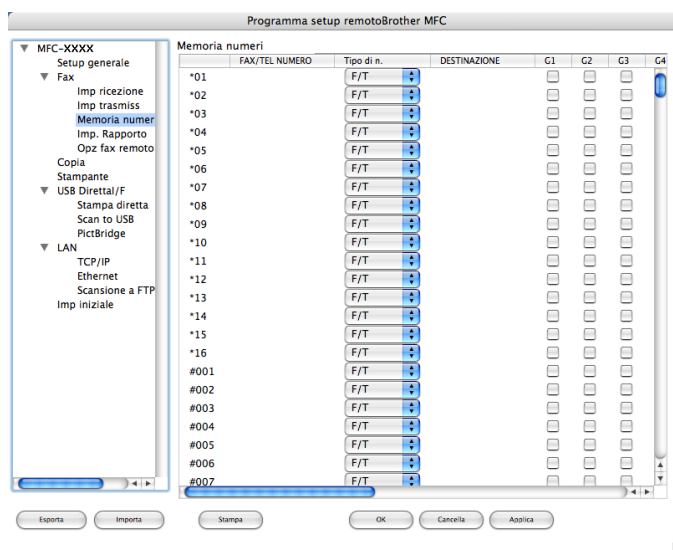 Programma setup remotoBrother MFC
MFC-XXXX
Setup generale
Fax
Imp ricezione
Imp trasmiss
Memoria numer
Imp. Rapporto
Opz fax remoto
Copia
Stampante
USB Direttal/F
Stampa diretta
Scan to USB
PictBridge
LAN
TCP/IP
Ethernet
Scansione a FTP
Imp iniziale
Memoria numeri
FAX/TEL NUMERO Tipo di n. DESTINAZIONE G1 G2 G3 G4
*01 F/T
*02 F/T
*03 F/T
*04 F/T
*05 F/T
*06 F/T
*07 F/T
*08 F/T
*09 F/T
*10 F/T
*11 F/T
*12 F/T
*13 F/T
*14 F/T
*15 F/T
*16 F/T
#001 F/T
#002 F/T
#003 F/T
#004 F/T
#005 F/T
#006 F/T
#007 F/T
Esporta Importa Stampa OK Cancella Applica